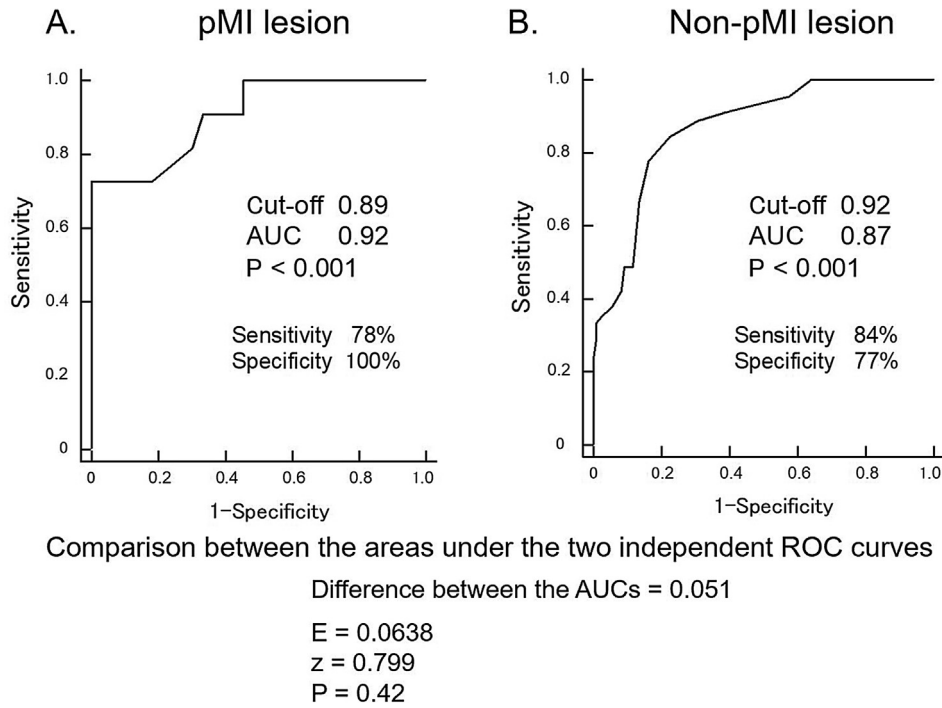 A. pMI lesion
1.0
0.8
0.6
0.4
0.2
0
Sensitivity
Cut-off 0.89
AUC 0.92
P < 0.001
Sensitivity 78%
Specificity 100%
0 0.2 0.4 0.6 0.8 1.0
1-Specificity
B. Non-pMI lesion
1.0
0.8
0.6
0.4
0.2
0
Sensitivity
Cut-off 0.92
AUC 0.87
P < 0.001
Sensitivity 84%
Specificity 77%
0 0.2 0.4 0.6 0.8 1.0
1-Specificity
Comparison between the areas under the two independent ROC curves
Difference between the AUCs = 0.051
E = 0.0638
z = 0.799
P = 0.42